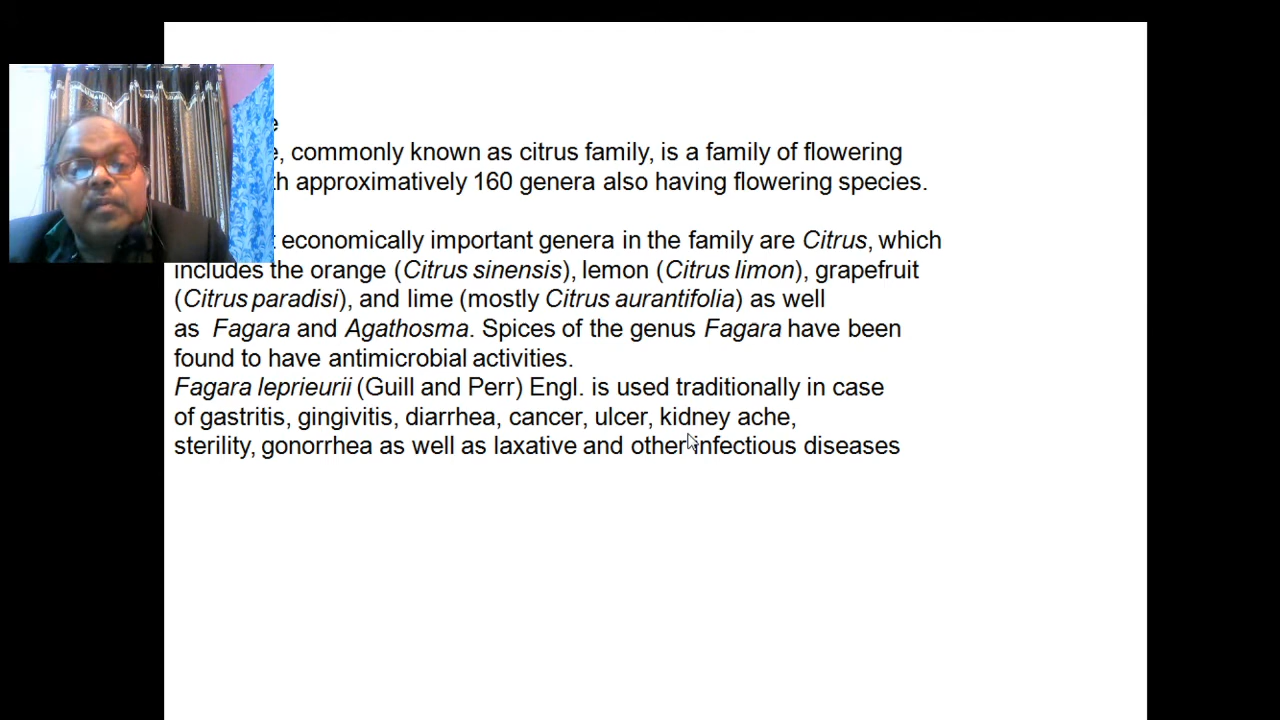 , commonly known as citrus family, is a family of flowering
approximatively 160 genera also having flowering species.
economically important genera in the family are Citrus, which
includes the orange (Citrus sinensis), lemon (Citrus limon), grapefruit
(Citrus paradisi), and lime (mostly Citrus aurantifolia) as well
as Fagara and Agathosma. Spices of the genus Fagara have been
found to have antimicrobial activities.
Fagara leprieurii (Guill and Perr) Engl. is used traditionally in case
of gastritis, gingivitis, diarrhea, cancer, ulcer, kidney ache,
sterility, gonorrhea as well as laxative and other infectious diseases